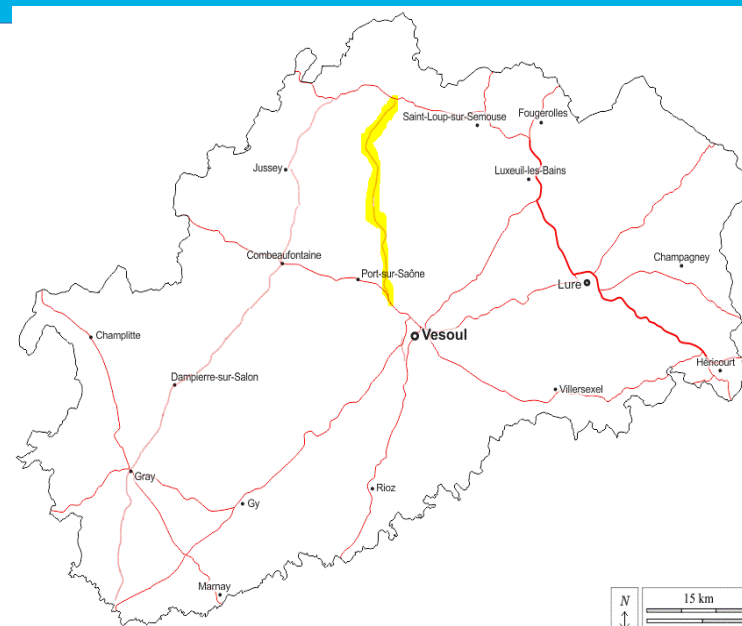 Saint-Loup-sur-Semouse
Fougerolles
Jussey
Luxeuil-les-Bains
Combeaufontaine
Port-sur-Saône
Champagney
Lure
Champlitte
Vesoul
Héricourt
Dampierre-sur-Salon
Villersexel
Gray
Rioz
Gy
Marnay
N
15 km